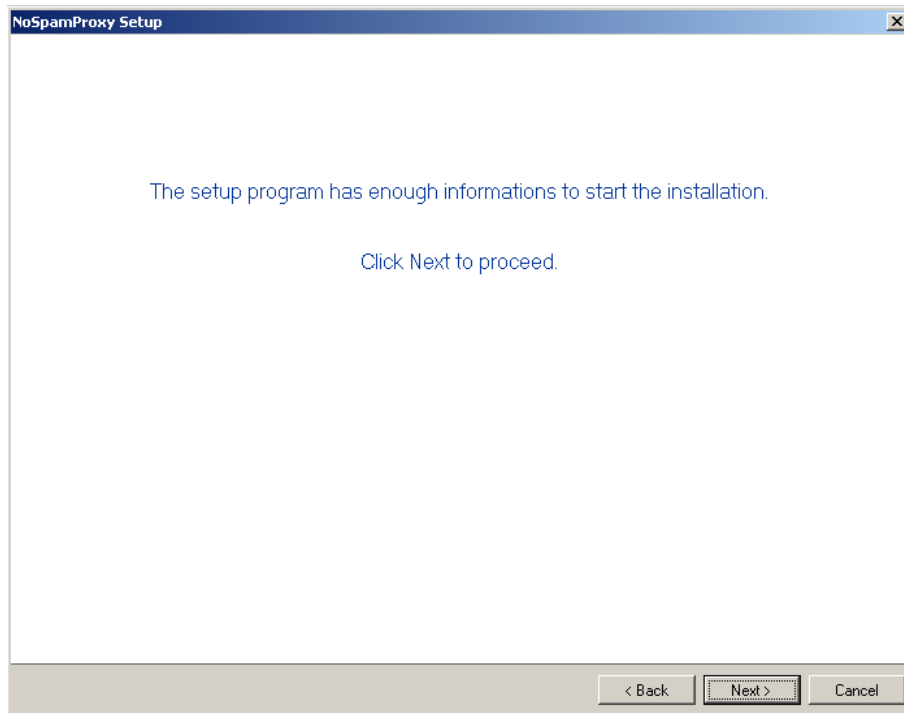 NoSpamProxy Setup
The setup program has enough informations to start the installation.
Click Next to proceed.
< Back
Next >
Cancel